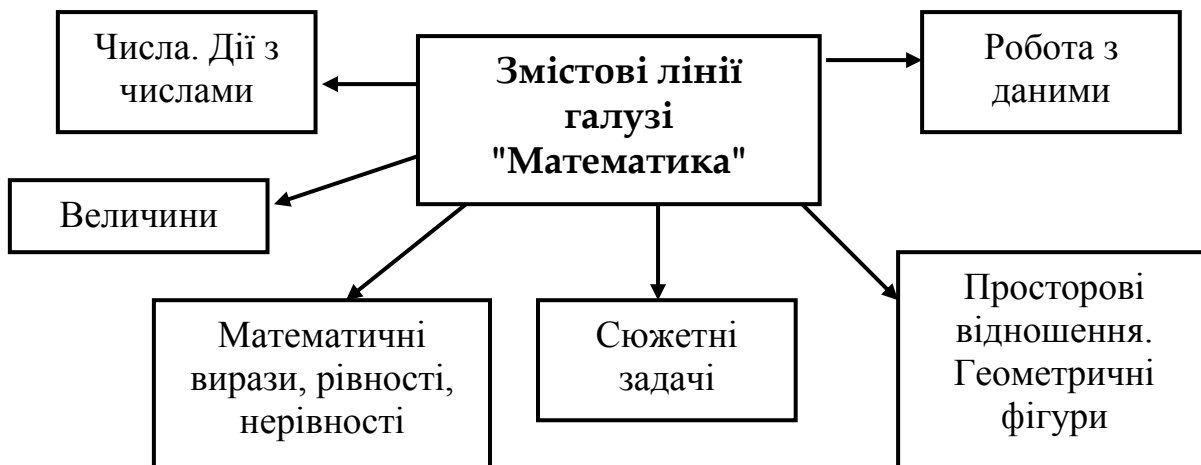 Числа. Дії з
числами
Змістові лінії
галузі
"Математика"
Робота з
даними
Величини
Математичні
вирази, рівності,
нерівності
Сюжетні
задачі
Просторові
відношення.
Геометричні
фігури